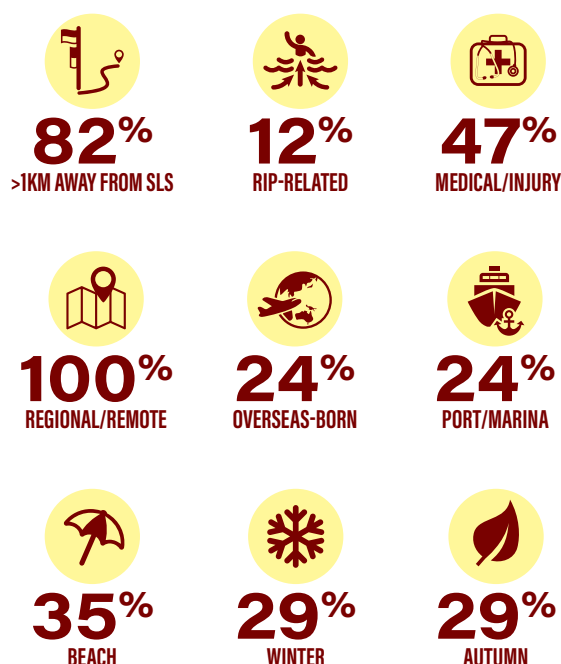 82% 12% 47%
>1KM AWAY FROM SLS RIP-RELATED MEDICAL/INJURY
100% 24% 24%
REGIONAL/REMOTE OVERSEAS-BORN PORT/MARINA
35% 29% 29%
BEACH WINTER AUTUMN